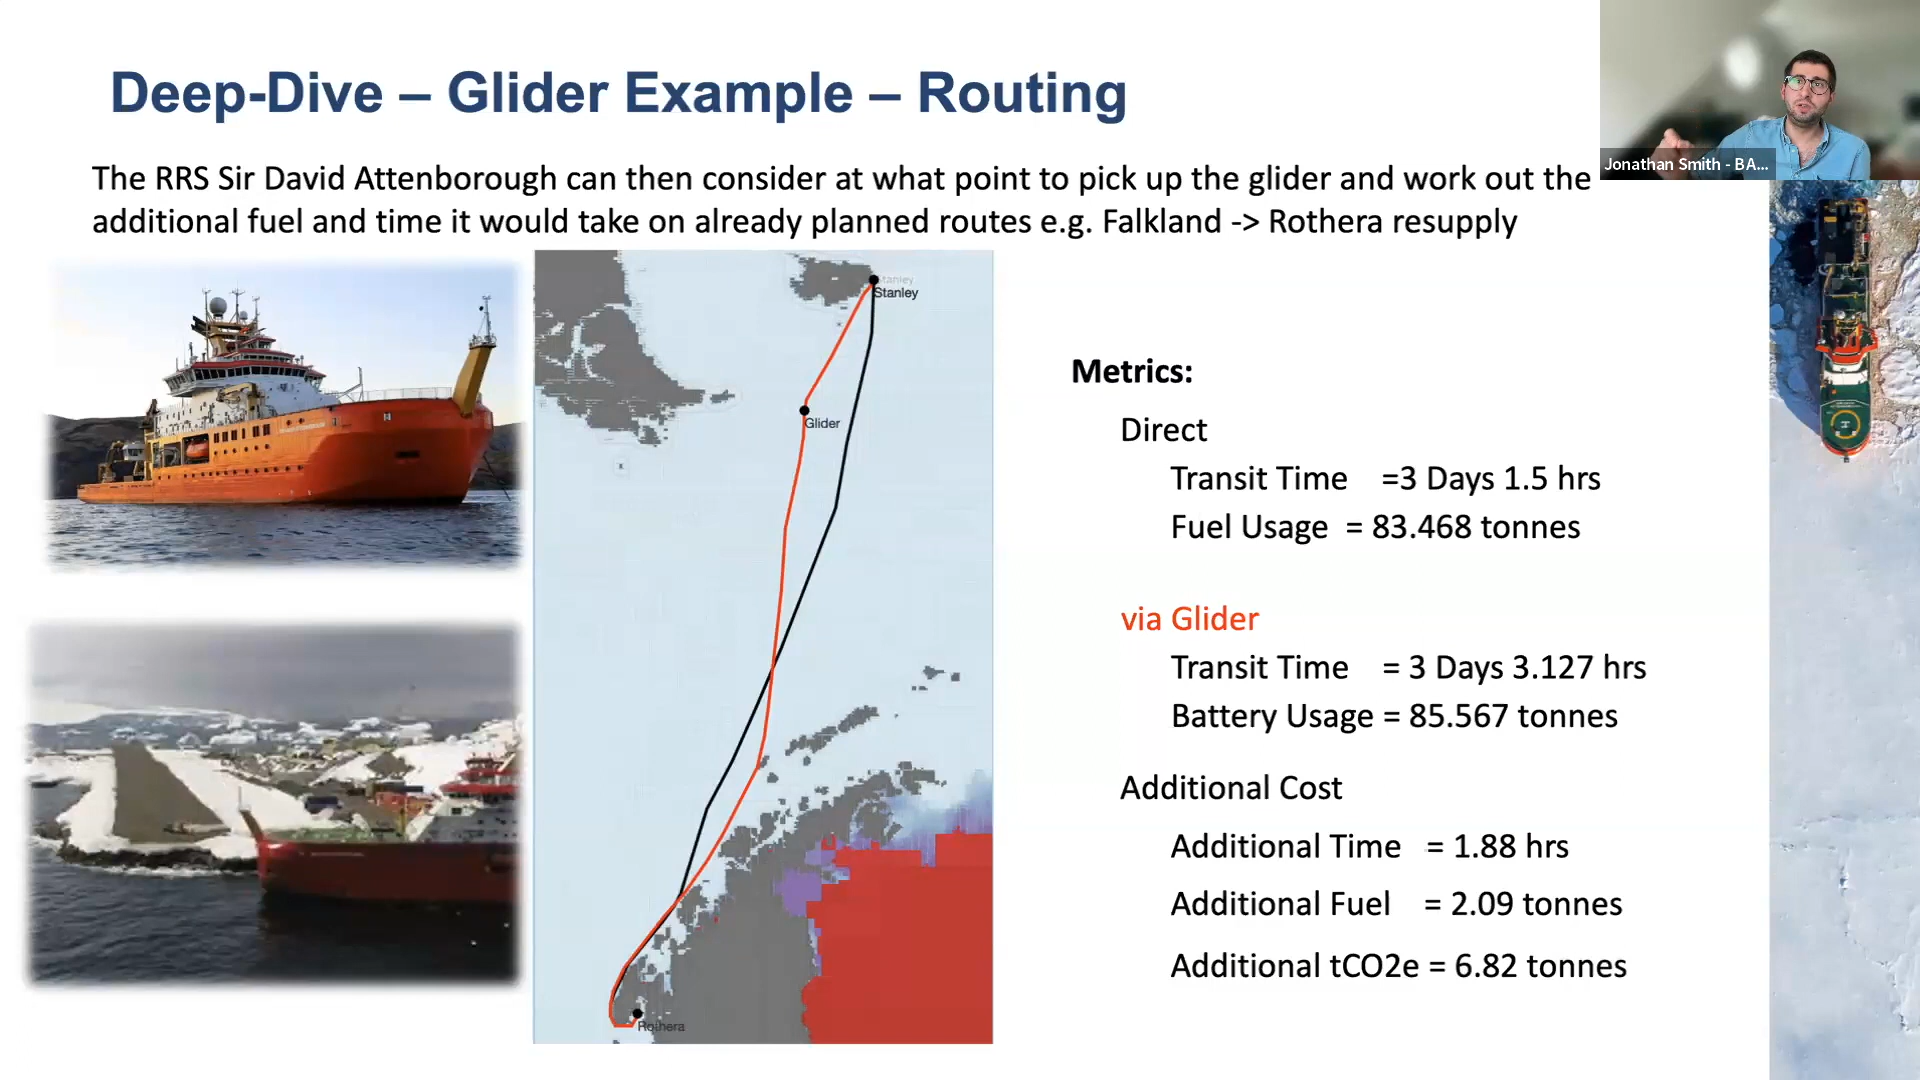 Deep-Dive – Glider Example – Routing
Jonathan Smith - BA...
The RRS Sir David Attenborough can then consider at what point to pick up the glider and work out the
additional fuel and time it would take on already planned routes e.g. Falkland -> Rothera resupply
Stanley
Stanley
Glider
Rothera
Metrics:
Direct
Transit Time =3 Days 1.5 hrs
Fuel Usage = 83.468 tonnes
via Glider
Transit Time = 3 Days 3.127 hrs
Battery Usage = 85.567 tonnes
Additional Cost
Additional Time = 1.88 hrs
Additional Fuel = 2.09 tonnes
Additional tCO2e = 6.82 tonnes